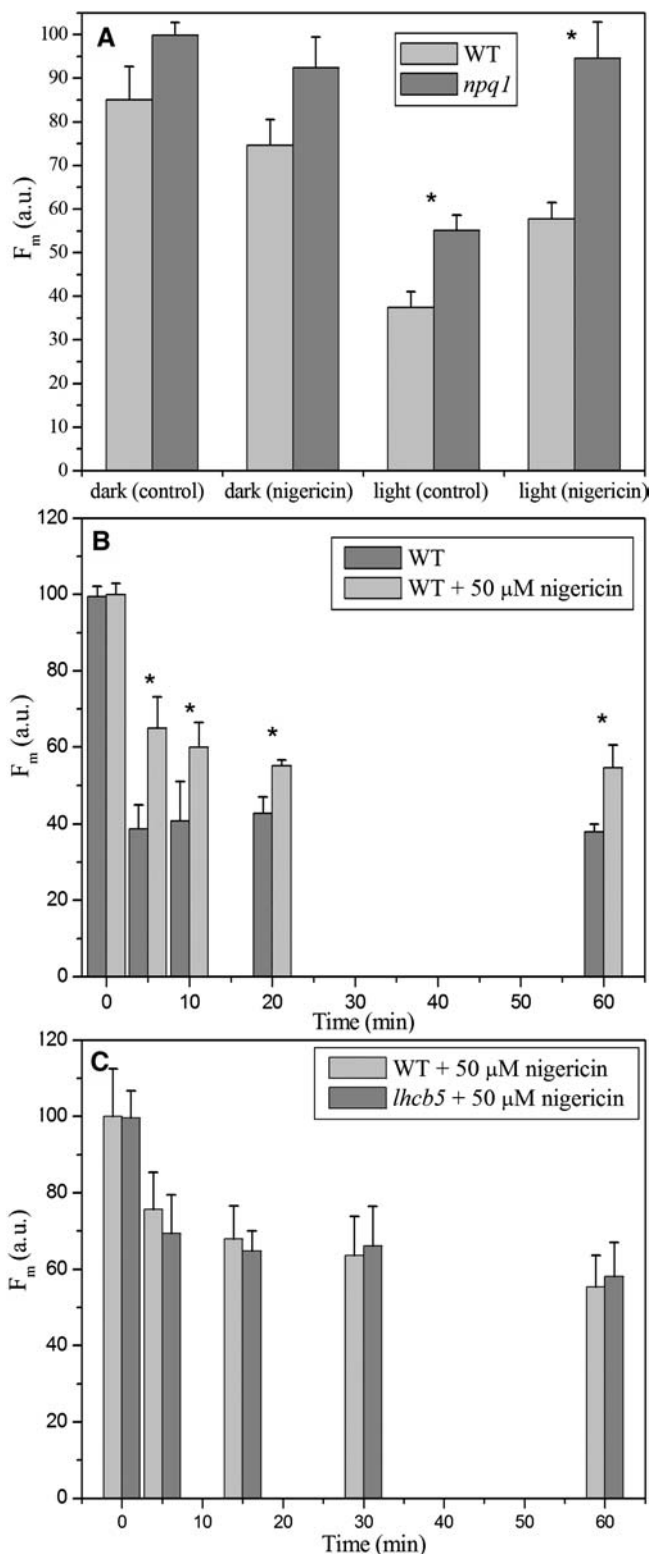 A
WT
npq1
F_m (a.u.)
100
90
80
70
60
50
40
30
20
10
0
*
*
dark (control) dark (nigericin) light (control) light (nigericin)
B
WT
WT + 50 μM nigericin
F_m (a.u.)
120
100
80
60
40
20
0
* * * *
0 10 20 30 40 50 60
Time (min)
C
WT + 50 μM nigericin
lhcb5 + 50 μM nigericin
F_m (a.u.)
120
100
80
60
40
20
0
0 10 20 30 40 50 60
Time (min)